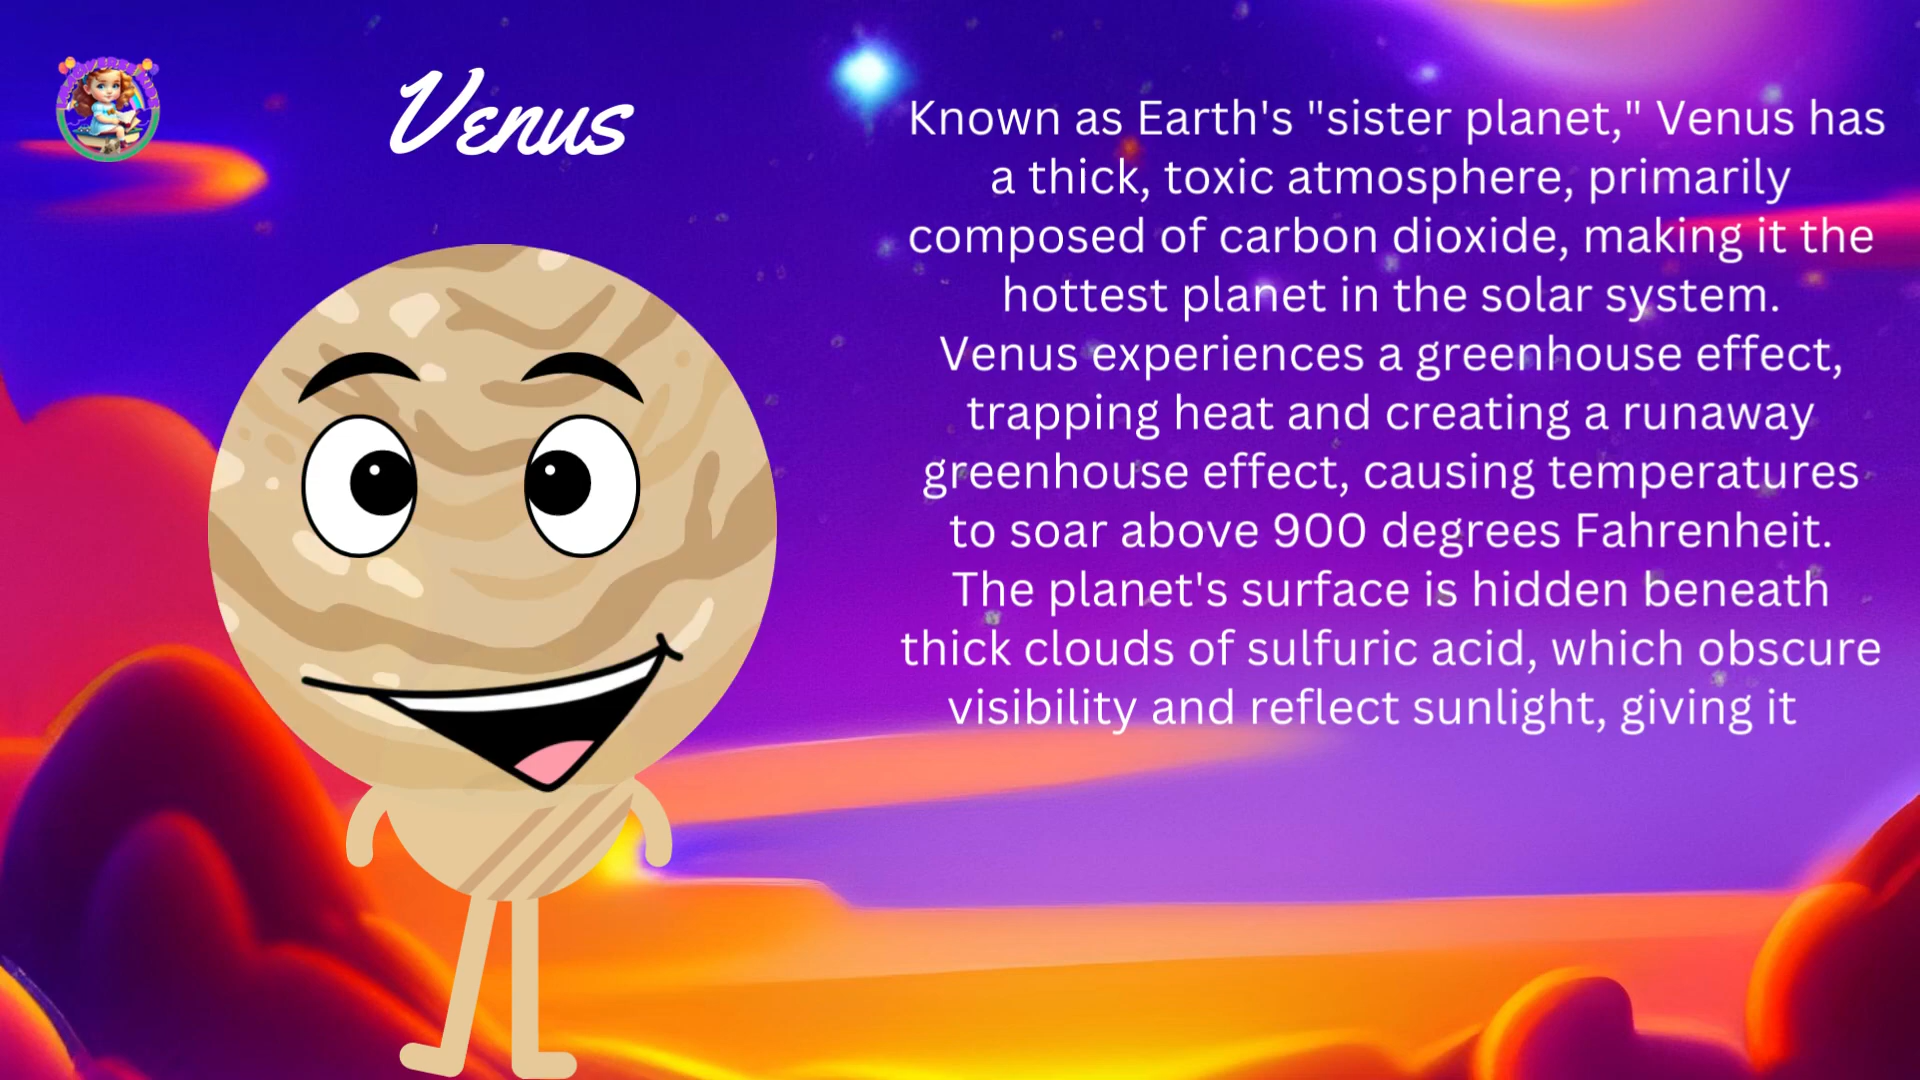 Venus
Known as Earth's "sister planet," Venus has
a thick, toxic atmosphere, primarily
composed of carbon dioxide, making it the
hottest planet in the solar system.
Venus experiences a greenhouse effect,
trapping heat and creating a runaway
greenhouse effect, causing temperatures
to soar above 900 degrees Fahrenheit.
The planet's surface is hidden beneath
thick clouds of sulfuric acid, which obscure
visibility and reflect sunlight, giving it